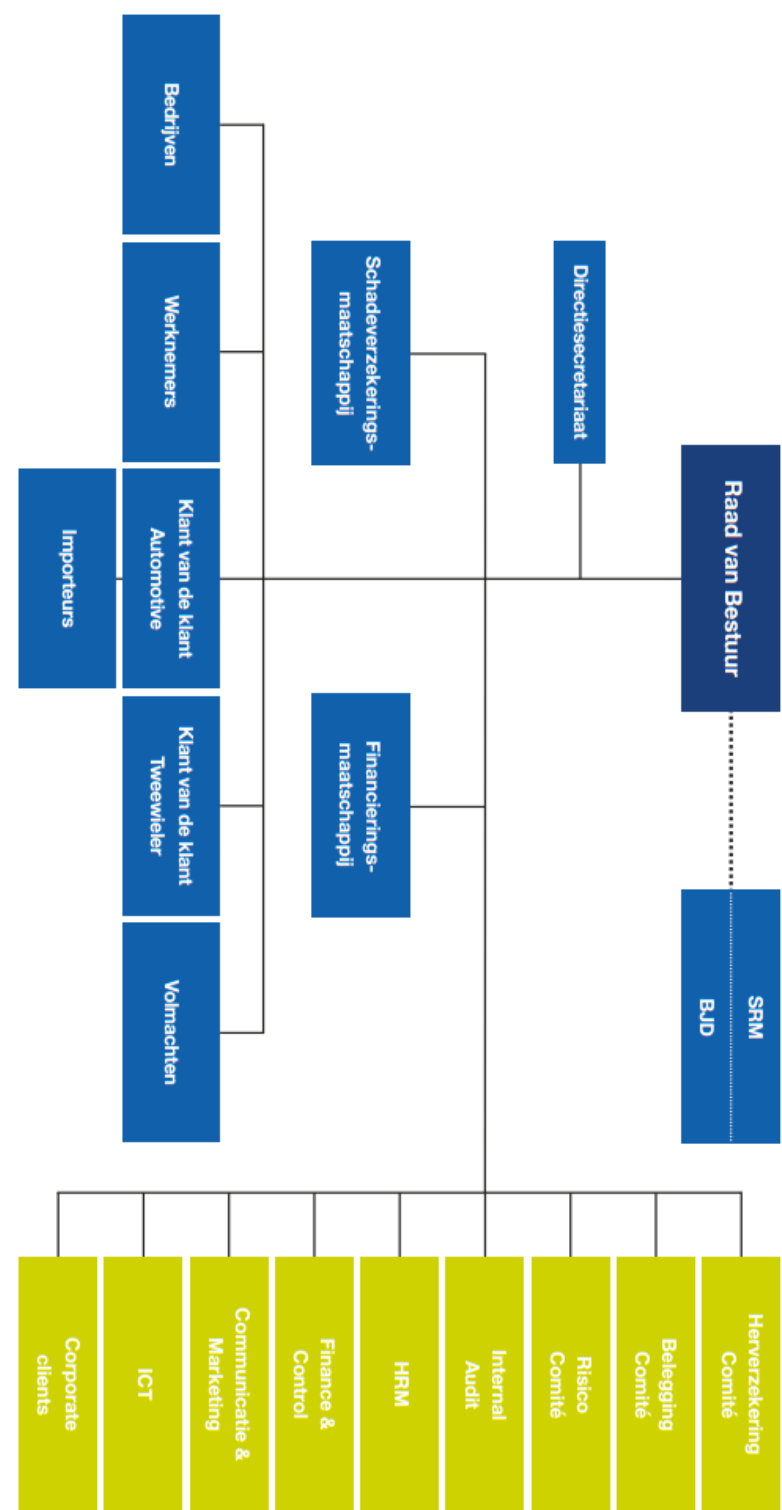 Raad van Bestuur
SRM
BJD
Directiesecretariaat
Schadeverzekerings-
maatschappij
Financierings-
maatschappij
Bedrijven
Werknemers
Klant van de klant
Automotive
Klant van de klant
Tweewieler
Volmachten
Importeurs
Herverzekering
Comité
Belegging
Comité
Risico
Comité
Internal
Audit
HRM
Finance &
Control
Communicatie &
Marketing
ICT
Corporate
clients